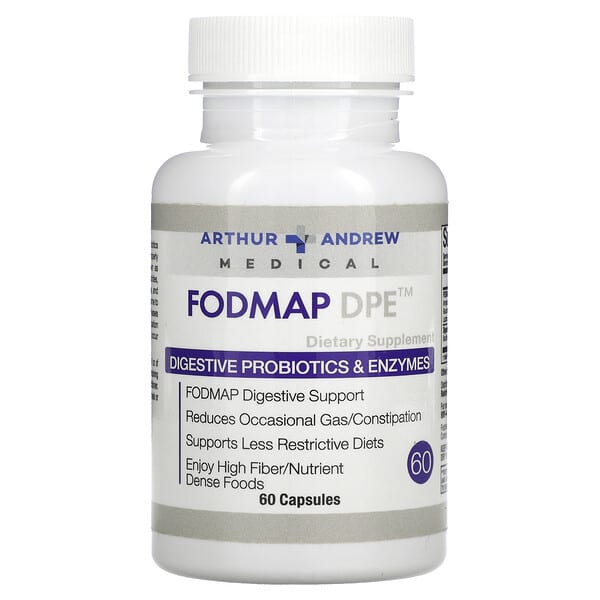 ARTHUR ANDREW
MEDICAL
FODMAP DPE™
Dietary Supplement
DIGESTIVE PROBIOTICS & ENZYMES
FODMAP Digestive Support
Reduces Occasional Gas/Constipation
Supports Less Restrictive Diets
Enjoy High Fiber/Nutrient
Dense Foods
60
60 Capsules